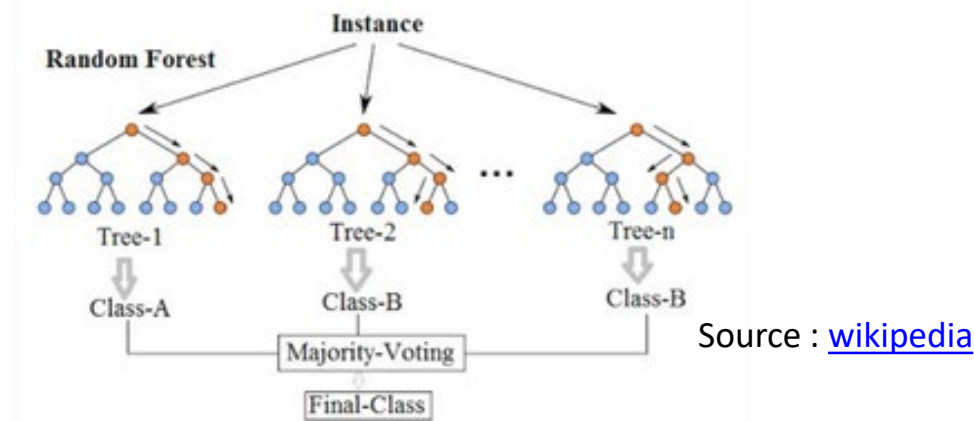 Instance
Random Forest
...
Tree-1 Tree-2 Tree-n
Class-A Class-B Class-B
Majority-Voting
Final-Class
Source : wikipedia